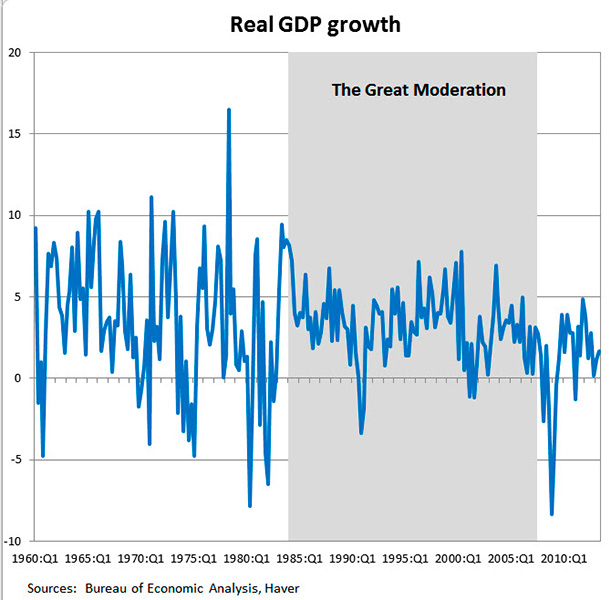 Real GDP growth
20
The Great Moderation
15
10
5
0
-5
-10
1960:Q1 1965:Q1 1970:Q1 1975:Q1 1980:Q1 1985:Q1 1990:Q1 1995:Q1 2000:Q1 2005:Q1 2010:Q1
Sources: Bureau of Economic Analysis, Haver